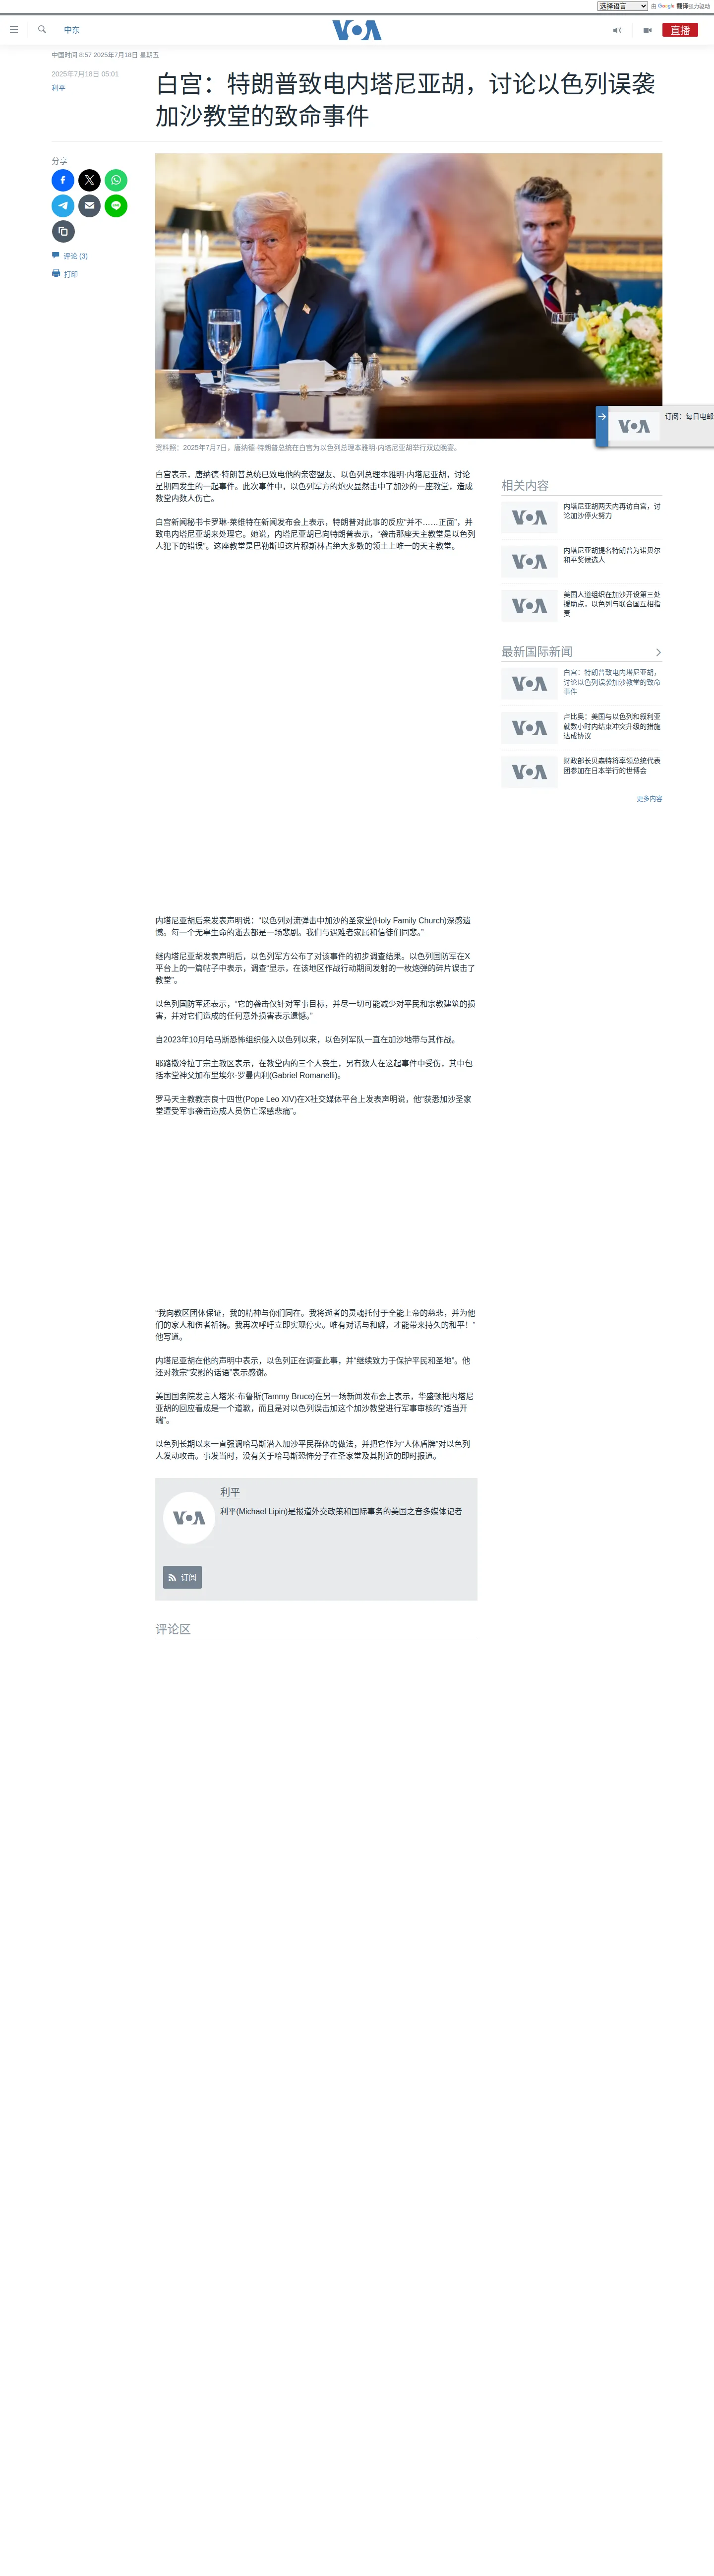 选择语言 由 Google 翻译强力驱动
中东
VOA
直播
中国时间 8:57 2025年7月18日 星期五
2025年7月18日 05:01
利平
白宫：特朗普致电内塔尼亚胡，讨论以色列误袭
加沙教堂的致命事件
分享
评论 (3)
打印
VOA
订阅：每日电邮
资料照：2025年7月7日，唐纳德·特朗普总统在白宫为以色列总理本雅明·内塔尼亚胡举行双边晚宴。
白宫表示，唐纳德·特朗普总统已致电他的亲密盟友、以色列总理本雅明·内塔尼亚胡，讨论
星期四发生的一起事件。此次事件中，以色列军方的炮火显然击中了加沙的一座教堂，造成
教堂内数人伤亡。
白宫新闻秘书卡罗琳·莱维特在新闻发布会上表示，特朗普对此事的反应“并不……正面”，并
致电内塔尼亚胡来处理它。她说，内塔尼亚胡已向特朗普表示，“袭击那座天主教堂是以色列
人犯下的错误”。这座教堂是巴勒斯坦这片穆斯林占绝大多数的领土上唯一的天主教堂。
相关内容
VOA
内塔尼亚胡两天内再访白宫，讨
论加沙停火努力
VOA
内塔尼亚胡提名特朗普为诺贝尔
和平奖候选人
VOA
美国人道组织在加沙开设第三处
援助点，以色列与联合国互相指
责
最新国际新闻
VOA
白宫：特朗普致电内塔尼亚胡，
讨论以色列误袭加沙教堂的致命
事件
VOA
卢比奥：美国与以色列和叙利亚
就数小时内结束冲突升级的措施
达成协议
VOA
财政部长贝森特将率领总统代表
团参加在日本举行的世博会
更多内容
内塔尼亚胡后来发表声明说：“以色列对流弹击中加沙的圣家堂(Holy Family Church)深感遗
憾。每一个无辜生命的逝去都是一场悲剧。我们与遇难者家属和信徒们同悲。”
继内塔尼亚胡发表声明后，以色列军方公布了对该事件的初步调查结果。以色列国防军在X
平台上的一篇帖子中表示，调查“显示，在该地区作战行动期间发射的一枚炮弹的碎片误击了
教堂”。
以色列国防军还表示，“它的袭击仅针对军事目标，并尽一切可能减少对平民和宗教建筑的损
害，并对它们造成的任何意外损害表示遗憾。”
自2023年10月哈马斯恐怖组织侵入以色列以来，以色列军队一直在加沙地带与其作战。
耶路撒冷拉丁宗主教区表示，在教堂内的三个人丧生，另有数人在这起事件中受伤，其中包
括本堂神父加布里埃尔·罗曼内利(Gabriel Romanelli)。
罗马天主教教宗良十四世(Pope Leo XIV)在X社交媒体平台上发表声明说，他“获悉加沙圣家
堂遭受军事袭击造成人员伤亡深感悲痛”。
“我向教区团体保证，我的精神与你们同在。我将逝者的灵魂托付于全能上帝的慈悲，并为他
们的家人和伤者祈祷。我再次呼吁立即实现停火。唯有对话与和解，才能带来持久的和平！”
他写道。
内塔尼亚胡在他的声明中表示，以色列正在调查此事，并“继续致力于保护平民和圣地”。他
还对教宗“安慰的话语”表示感谢。
美国国务院发言人塔米·布鲁斯(Tammy Bruce)在另一场新闻发布会上表示，华盛顿把内塔尼
亚胡的回应看成是一个道歉，而且是对以色列误击加这个加沙教堂进行军事审核的“适当开
端”。
以色列长期以来一直强调哈马斯潜入加沙平民群体的做法，并把它作为“人体盾牌”对以色列
人发动攻击。事发当时，没有关于哈马斯恐怖分子在圣家堂及其附近的即时报道。
VOA
利平
利平(Michael Lipin)是报道外交政策和国际事务的美国之音多媒体记者
订阅
评论区